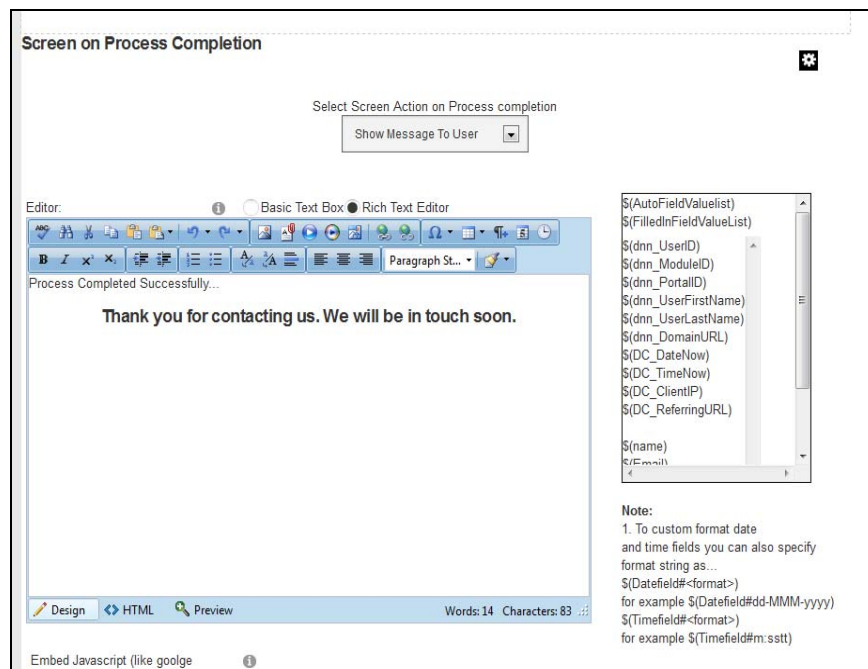 Screen on Process Completion
Select Screen Action on Process completion
Show Message To User
Editor:
Basic Text Box Rich Text Editor
Paragraph St...
Process Completed Successfully...
Thank you for contacting us. We will be in touch soon.
Design HTML Preview Words: 14 Characters: 83
Embed Javascript (like goolge
$(AutoFieldValuelist)
$(FilledInFieldValueList)
$(dnn_UserID)
$(dnn_ModuleID)
$(dnn_PortalID)
$(dnn_UserFirstName)
$(dnn_UserLastName)
$(dnn_DomainURL)
$(DC_DateNow)
$(DC_TimeNow)
$(DC_ClientIP)
$(DC_ReferringURL)
$(name)
$(Email)
Note:
1. To custom format date
and time fields you can also specify
format string as...
$(Datefield#<format>)
for example $(Datefield#dd-MMM-yyyy)
$(Timefield#<format>)
for example $(Timefield#m:sstt)